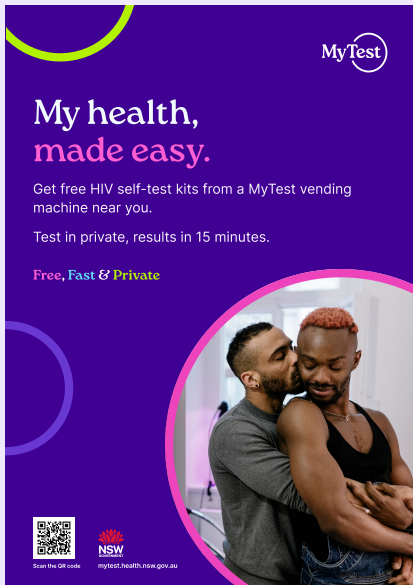 MyTest
My health,
made easy.
Get free HIV self-test kits from a MyTest vending
machine near you.
Test in private, results in 15 minutes.
Free, Fast & Private
Scan the QR code
NSW
GOVERNMENT
mytest.health.nsw.gov.au